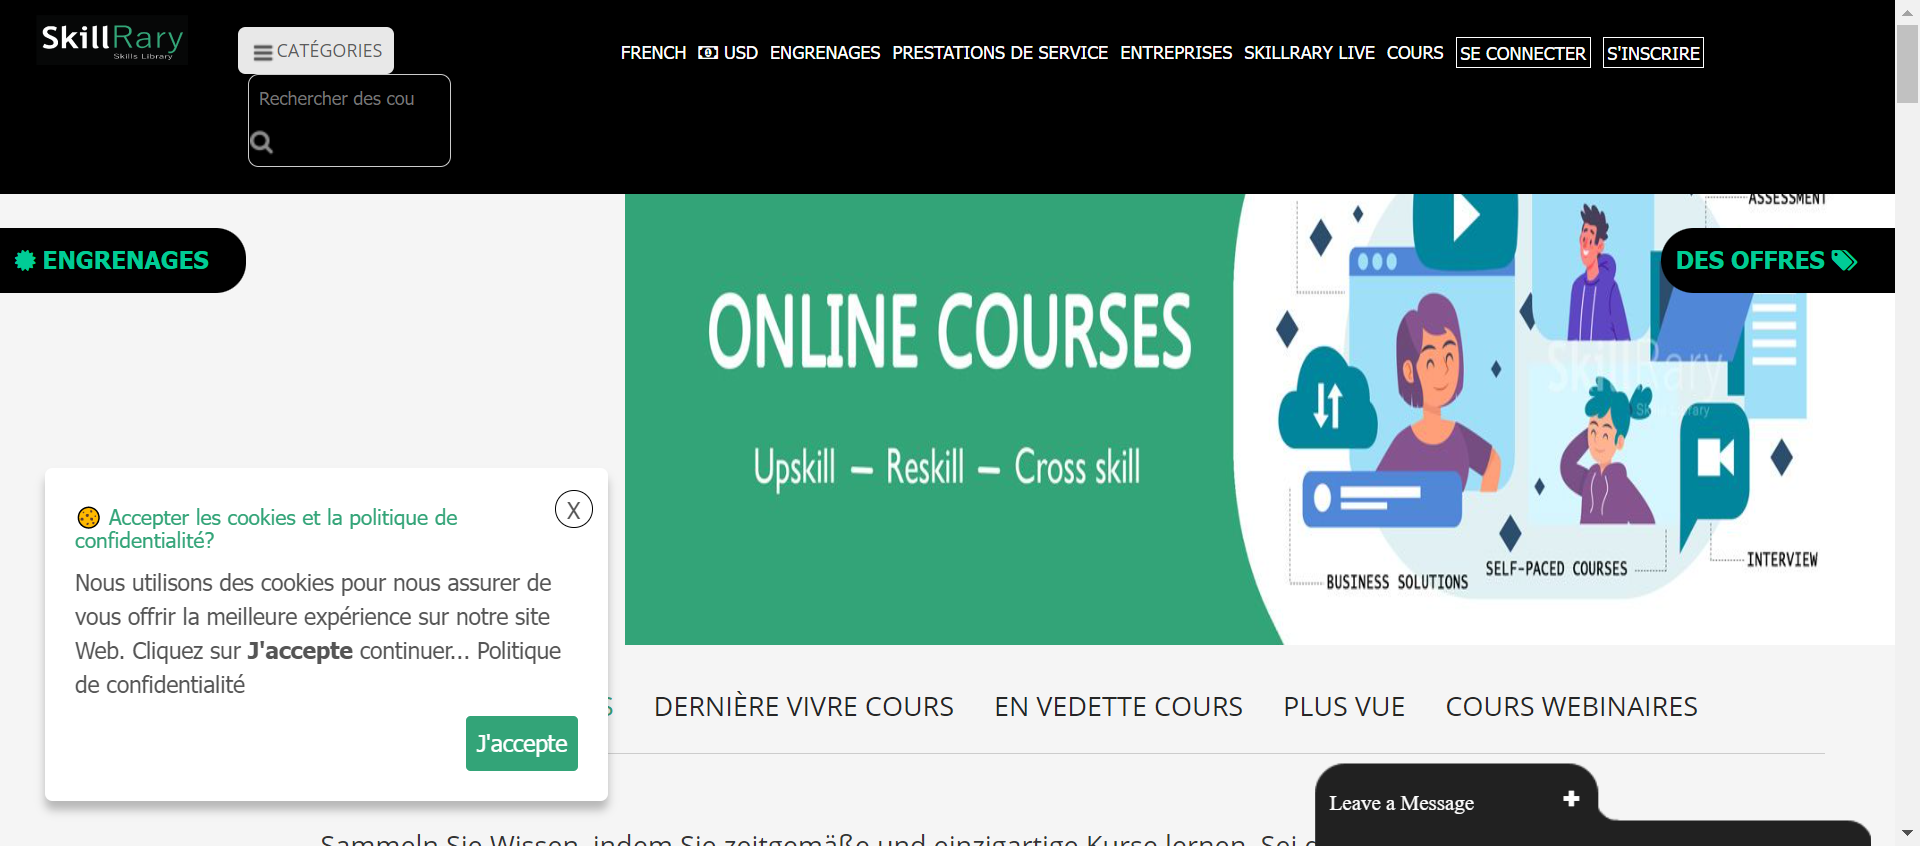 SkillRary
Skills Library
CATÉGORIES
Rechercher des cou
FRENCH USD ENGRENAGES PRESTATIONS DE SERVICE ENTREPRISES SKILLRARY LIVE COURS SE CONNECTER S'INSCRIRE
ENGRENAGES
DES OFFRES
ASSESSMENT
ONLINE COURSES
Upskill — Reskill — Cross skill
SkillRary
BUSINESS SOLUTIONS
SELF-PACED COURSES
INTERVIEW
Accepter les cookies et la politique de
confidentialité?
X
Nous utilisons des cookies pour nous assurer de
vous offrir la meilleure expérience sur notre site
Web. Cliquez sur J'accepte continuer... Politique
de confidentialité
J'accepte
S DERNIÈRE VIVRE COURS EN VEDETTE COURS PLUS VUE COURS WEBINAIRES
Leave a Message
Sammeln Sie Wissen, indem Sie zeitgemäße und einzigartige Kurse lernen. Sei